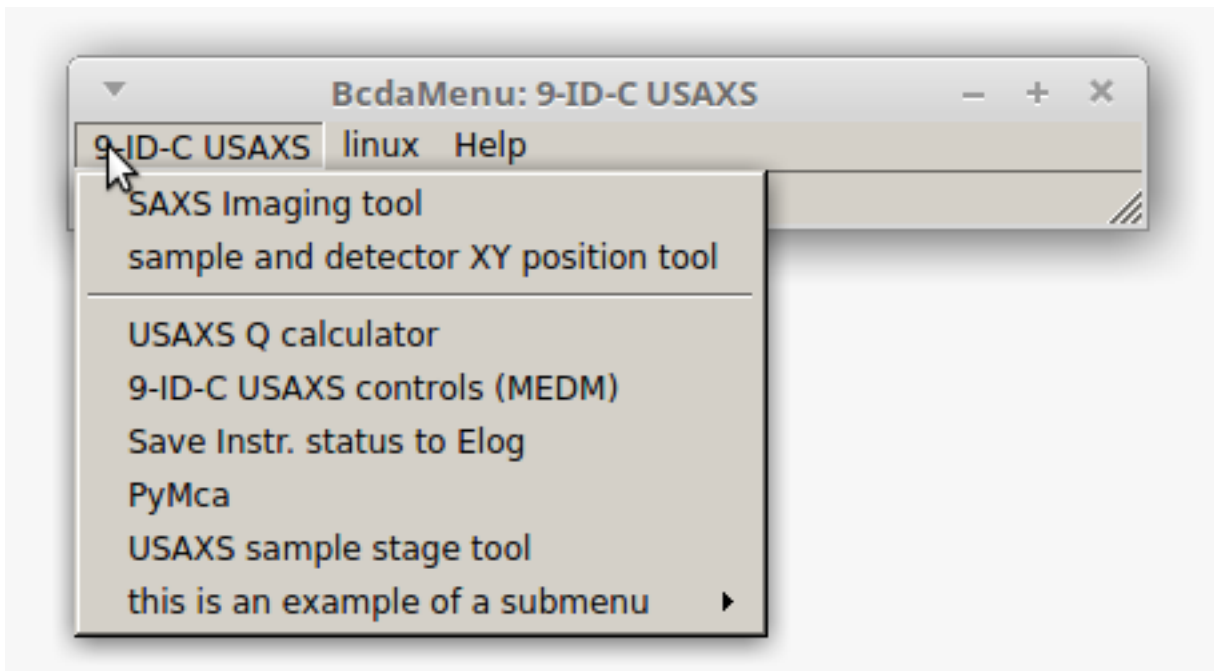 BcdaMenu: 9-ID-C USAXS
9-ID-C USAXS linux Help
SAXS Imaging tool
sample and detector XY position tool
USAXS Q calculator
9-ID-C USAXS controls (MEDM)
Save Instr. status to Elog
PyMca
USAXS sample stage tool
this is an example of a submenu